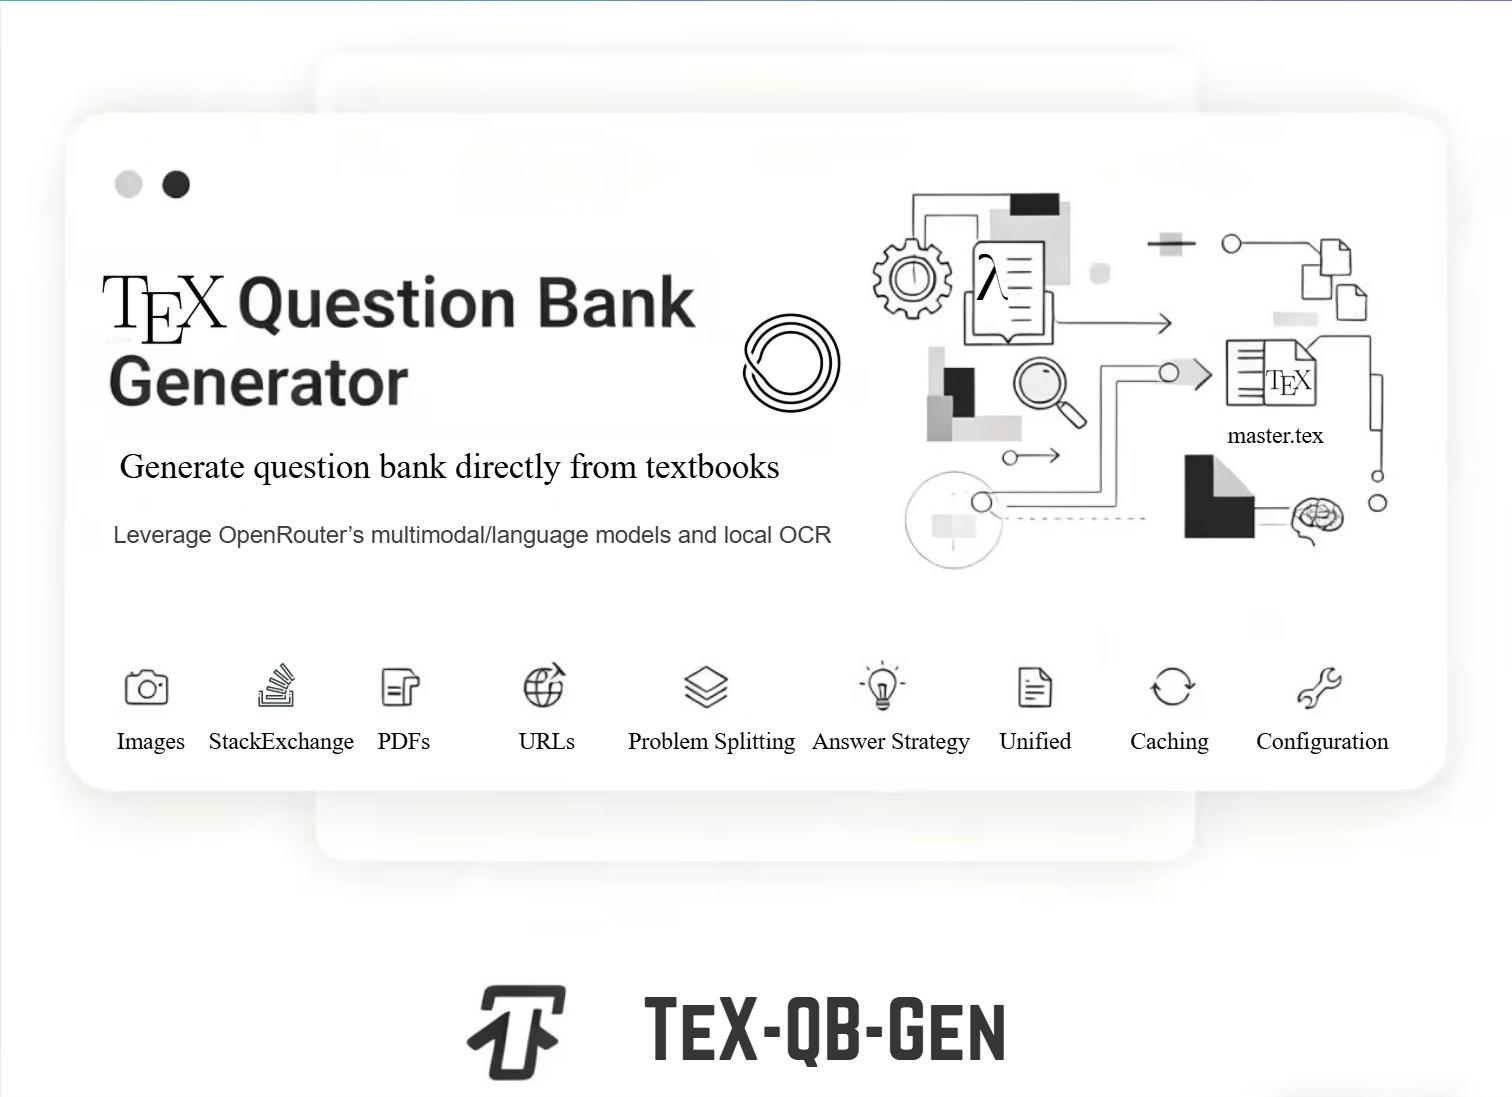 TEX Question Bank
Generator
Generate question bank directly from textbooks
Leverage OpenRouter’s multimodal/language models and local OCR
λ
TEX
master.tex
Images StackExchange PDFs URLs Problem Splitting Answer Strategy Unified Caching Configuration
TEX-QB-GEN